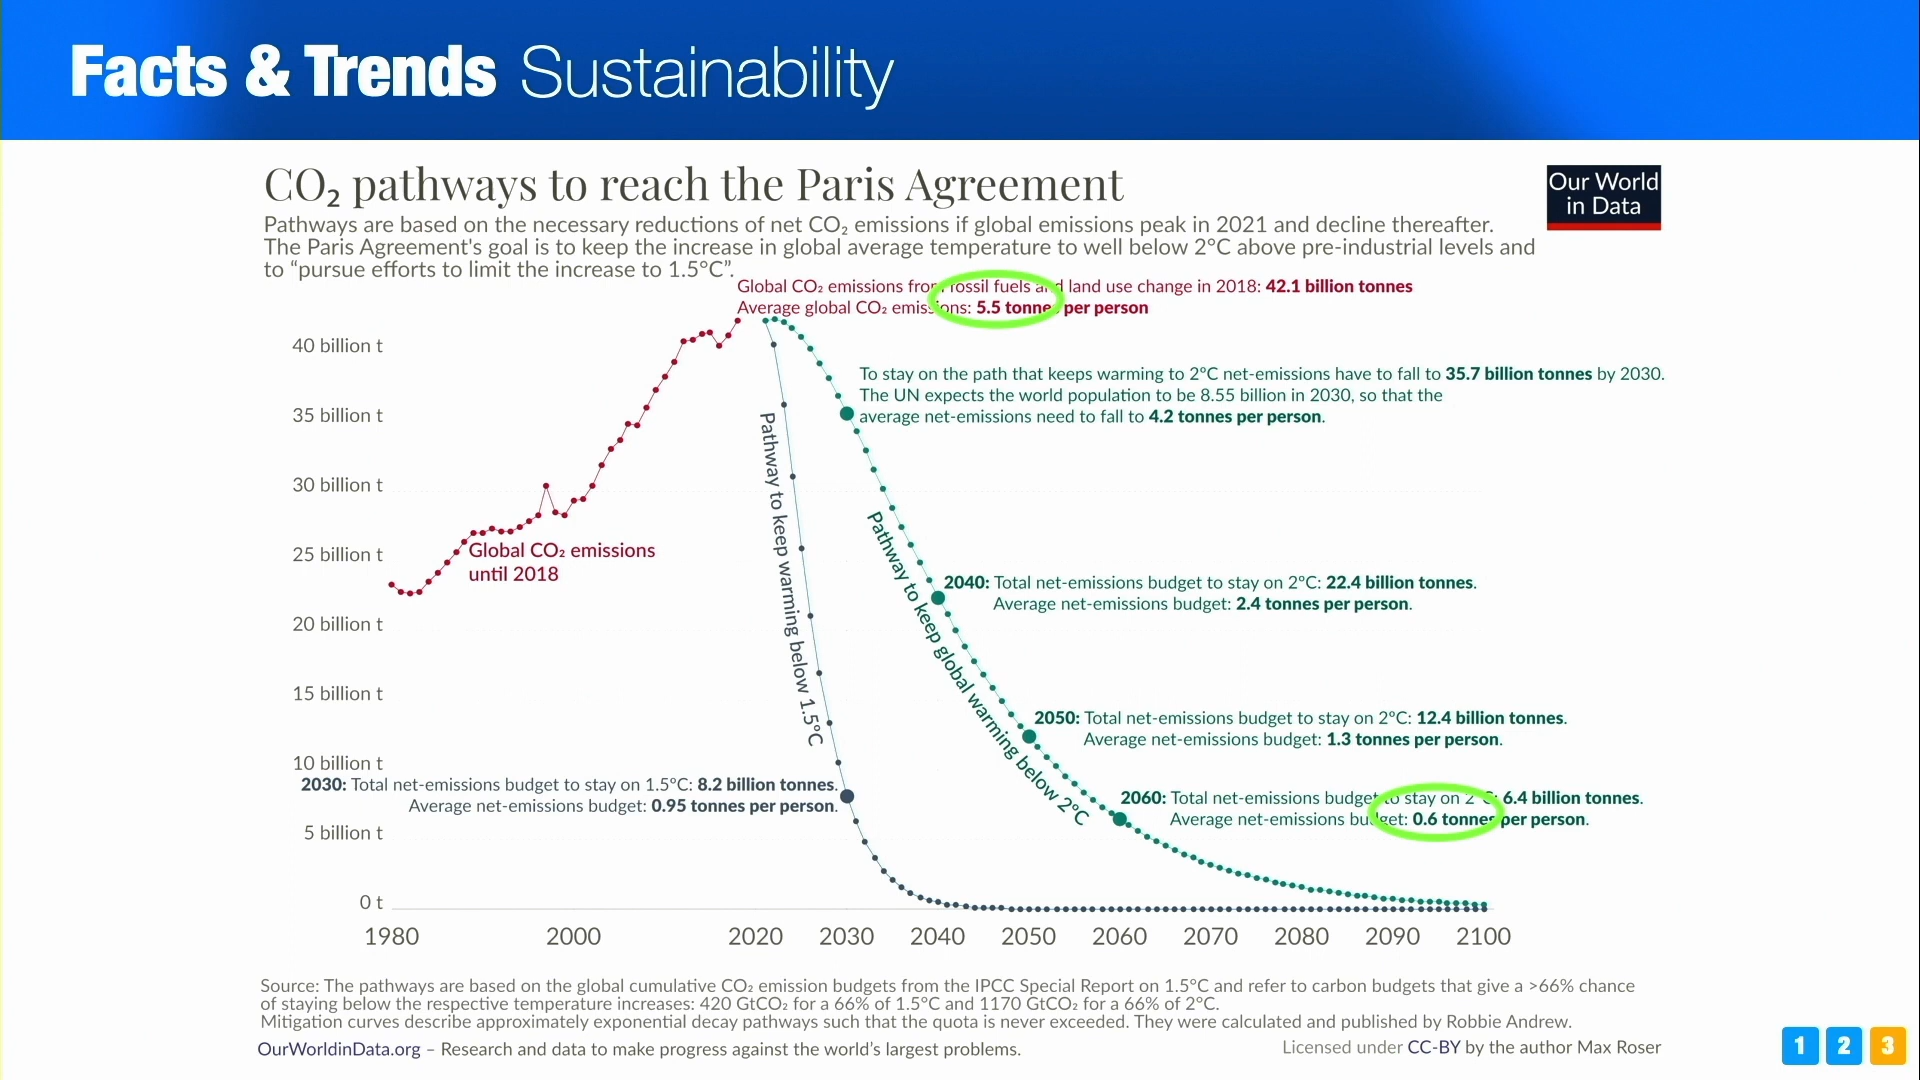 Facts & Trends Sustainability
CO₂ pathways to reach the Paris Agreement
Our World
in Data
Pathways are based on the necessary reductions of net CO₂ emissions if global emissions peak in 2021 and decline thereafter.
The Paris Agreement's goal is to keep the increase in global average temperature to well below 2°C above pre-industrial levels and
to “pursue efforts to limit the increase to 1.5°C”.
Global CO₂ emissions from fossil fuels and land use change in 2018: 42.1 billion tonnes
Average global CO₂ emissions: 5.5 tonnes per person
40 billion t
To stay on the path that keeps warming to 2°C net-emissions have to fall to 35.7 billion tonnes by 2030.
The UN expects the world population to be 8.55 billion in 2030, so that the
average net-emissions need to fall to 4.2 tonnes per person.
35 billion t
30 billion t
25 billion t
Global CO₂ emissions
until 2018
Pathway to keep warming below 1.5°C
Pathway to keep global warming below 2°C
2040: Total net-emissions budget to stay on 2°C: 22.4 billion tonnes.
Average net-emissions budget: 2.4 tonnes per person.
20 billion t
15 billion t
2050: Total net-emissions budget to stay on 2°C: 12.4 billion tonnes.
Average net-emissions budget: 1.3 tonnes per person.
10 billion t
2030: Total net-emissions budget to stay on 1.5°C: 8.2 billion tonnes.
Average net-emissions budget: 0.95 tonnes per person.
2060: Total net-emissions budget to stay on 2°C: 6.4 billion tonnes.
Average net-emissions budget: 0.6 tonnes per person.
5 billion t
0 t
1980 2000 2020 2030 2040 2050 2060 2070 2080 2090 2100
Source: The pathways are based on the global cumulative CO₂ emission budgets from the IPCC Special Report on 1.5°C and refer to carbon budgets that give a >66% chance
of staying below the respective temperature increases: 420 GtCO₂ for a 66% of 1.5°C and 1170 GtCO₂ for a 66% of 2°C.
Mitigation curves describe approximately exponential decay pathways such that the quota is never exceeded. They were calculated and published by Robbie Andrew.
OurWorldinData.org – Research and data to make progress against the world's largest problems.
Licensed under CC-BY by the author Max Roser
1 2 3